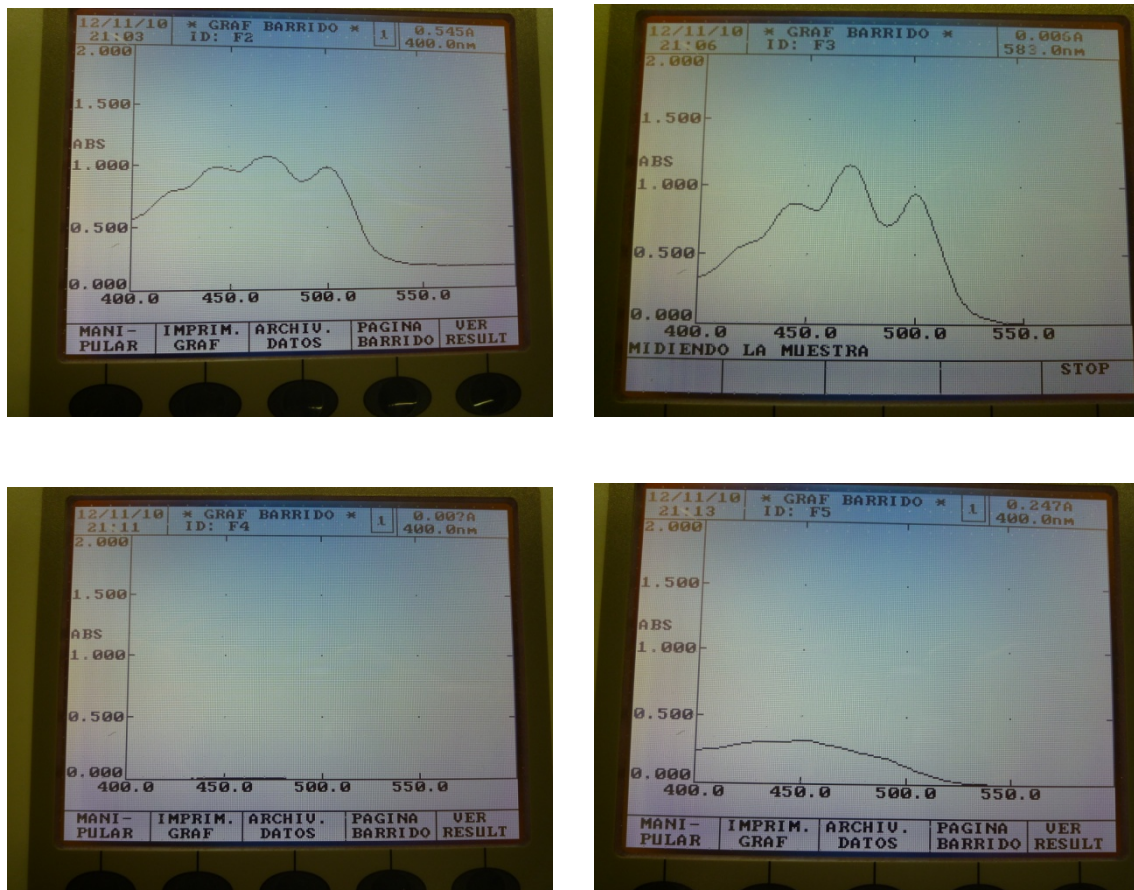 12/11/10 * GRAF BARRIDO * 0.545A
21:03 ID: F2 400.0nm
2.000
1.500
ABS
1.000
0.500
0.000
400.0 450.0 500.0 550.0
MANI- IMPRIM. ARCHIV. PAGINA VER
PULAR GRAF DATOS BARRIDO RESULT
12/11/10 * GRAF BARRIDO * 0.006A
21:06 ID: F3 583.0nm
2.000
1.500
ABS
1.000
0.500
0.000
400.0 450.0 500.0 550.0
MIDIENDO LA MUESTRA
STOP
12/11/10 * GRAF BARRIDO * 0.007A
21:11 ID: F4 400.0nm
2.000
1.500
ABS
1.000
0.500
0.000
400.0 450.0 500.0 550.0
MANI- IMPRIM. ARCHIV. PAGINA VER
PULAR GRAF DATOS BARRIDO RESULT
12/11/10 * GRAF BARRIDO * 0.247A
21:13 ID: F5 400.0nm
2.000
1.500
ABS
1.000
0.500
0.000
400.0 450.0 500.0 550.0
MANI- IMPRIM. ARCHIV. PAGINA VER
PULAR GRAF DATOS BARRIDO RESULT